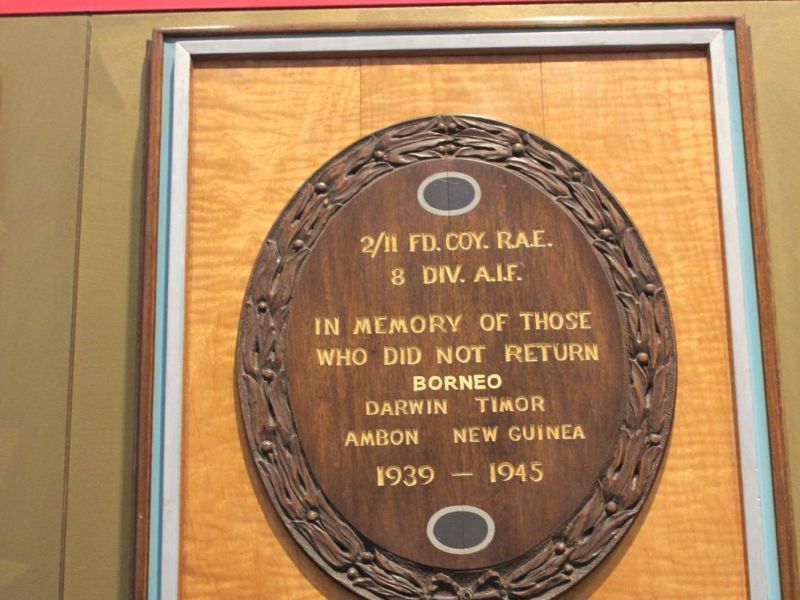 2/11 FD. COY. R.A.E.
8 DIV. A.I.F.
IN MEMORY OF THOSE
WHO DID NOT RETURN
BORNEO
DARWIN TIMOR
AMBON NEW GUINEA
1939 — 1945